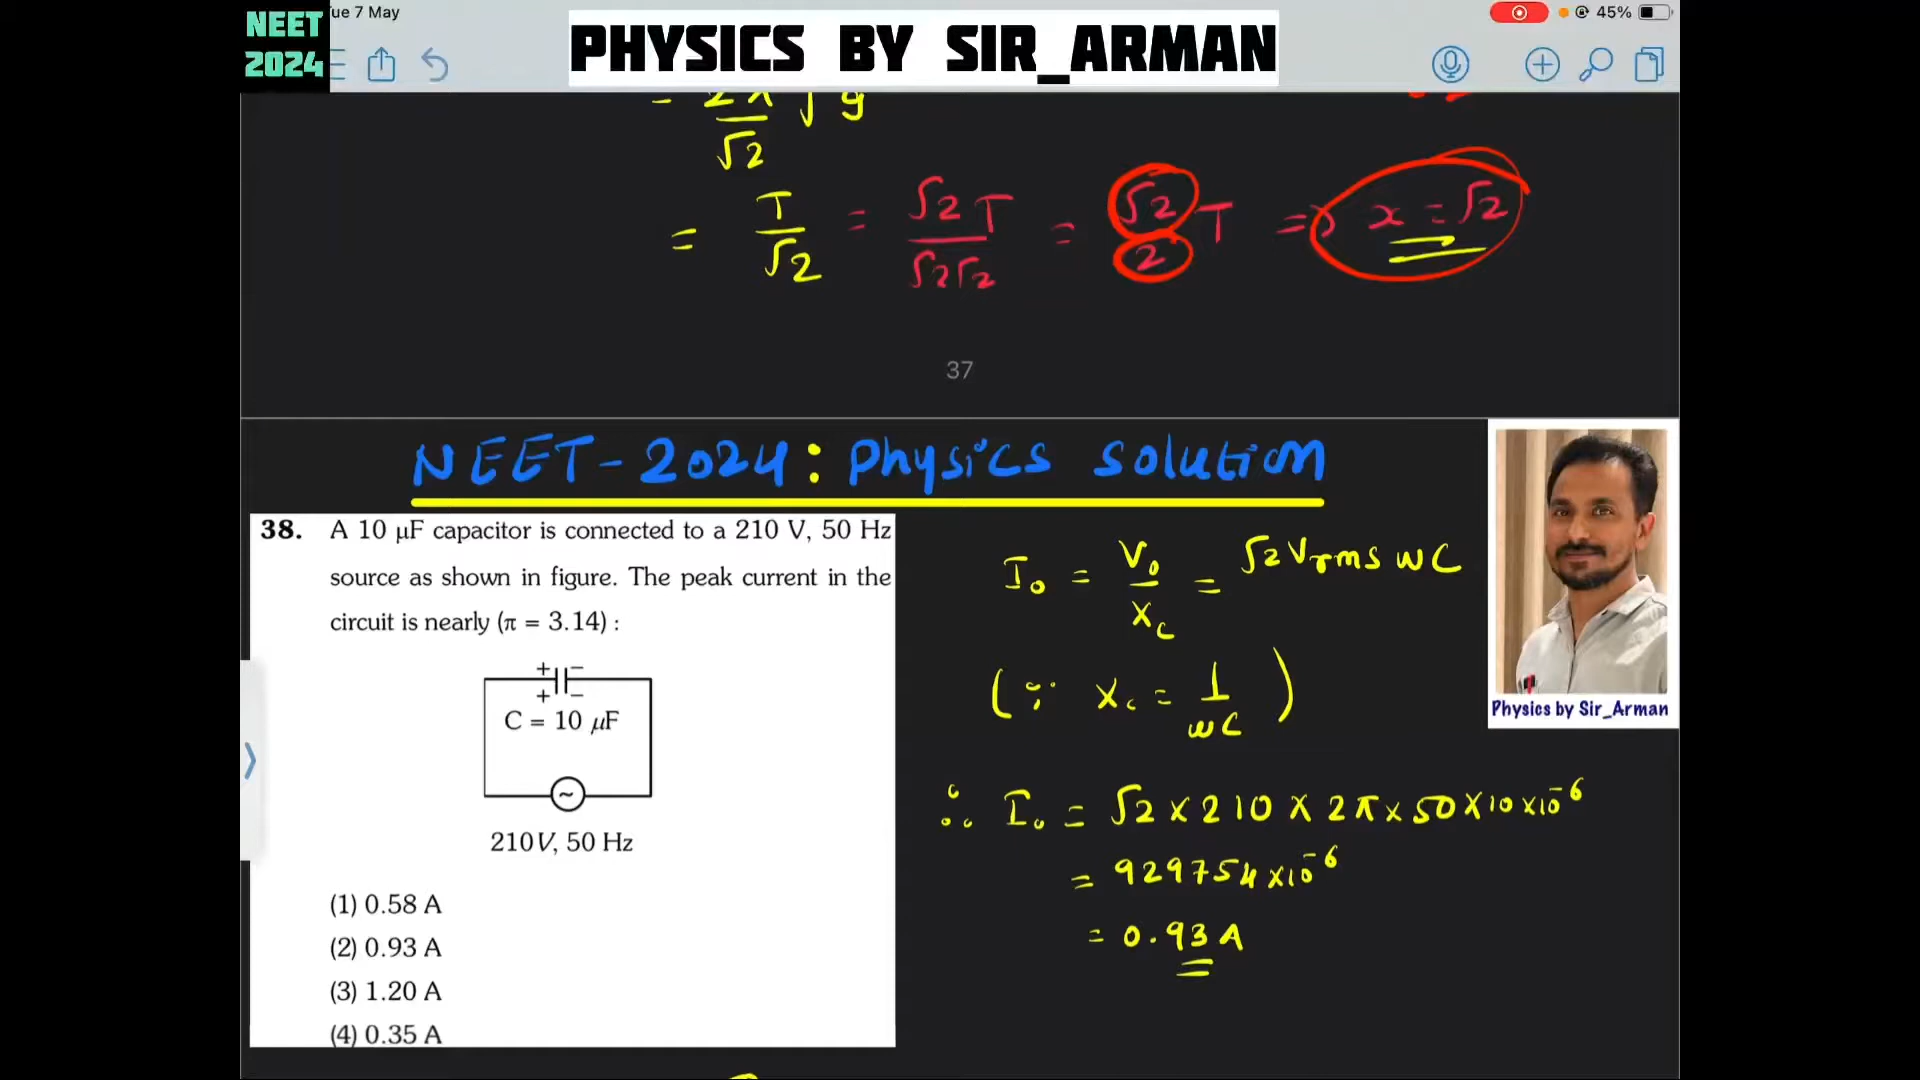 NEET
2024
ue 7 May
PHYSICS BY SIR_ARMAN
45%
√2
= T/√2 = √2T/√2√2 = √2/2 T => x = √2
37
NEET-2024: Physics solution
38. A 10 μF capacitor is connected to a 210 V, 50 Hz
source as shown in figure. The peak current in the
circuit is nearly (π = 3.14) :
+ −
+ −
C = 10 μF
~
210V, 50 Hz
(1) 0.58 A
(2) 0.93 A
(3) 1.20 A
(4) 0.35 A
I₀ = V₀/X_C = √2 Vrms ωC
(∵ X_C = 1/ωC)
∴ I₀ = √2 × 210 × 2π × 50 × 10 × 10⁻⁶
= 929754 × 10⁻⁶
= 0.93 A
Physics by Sir_Arman